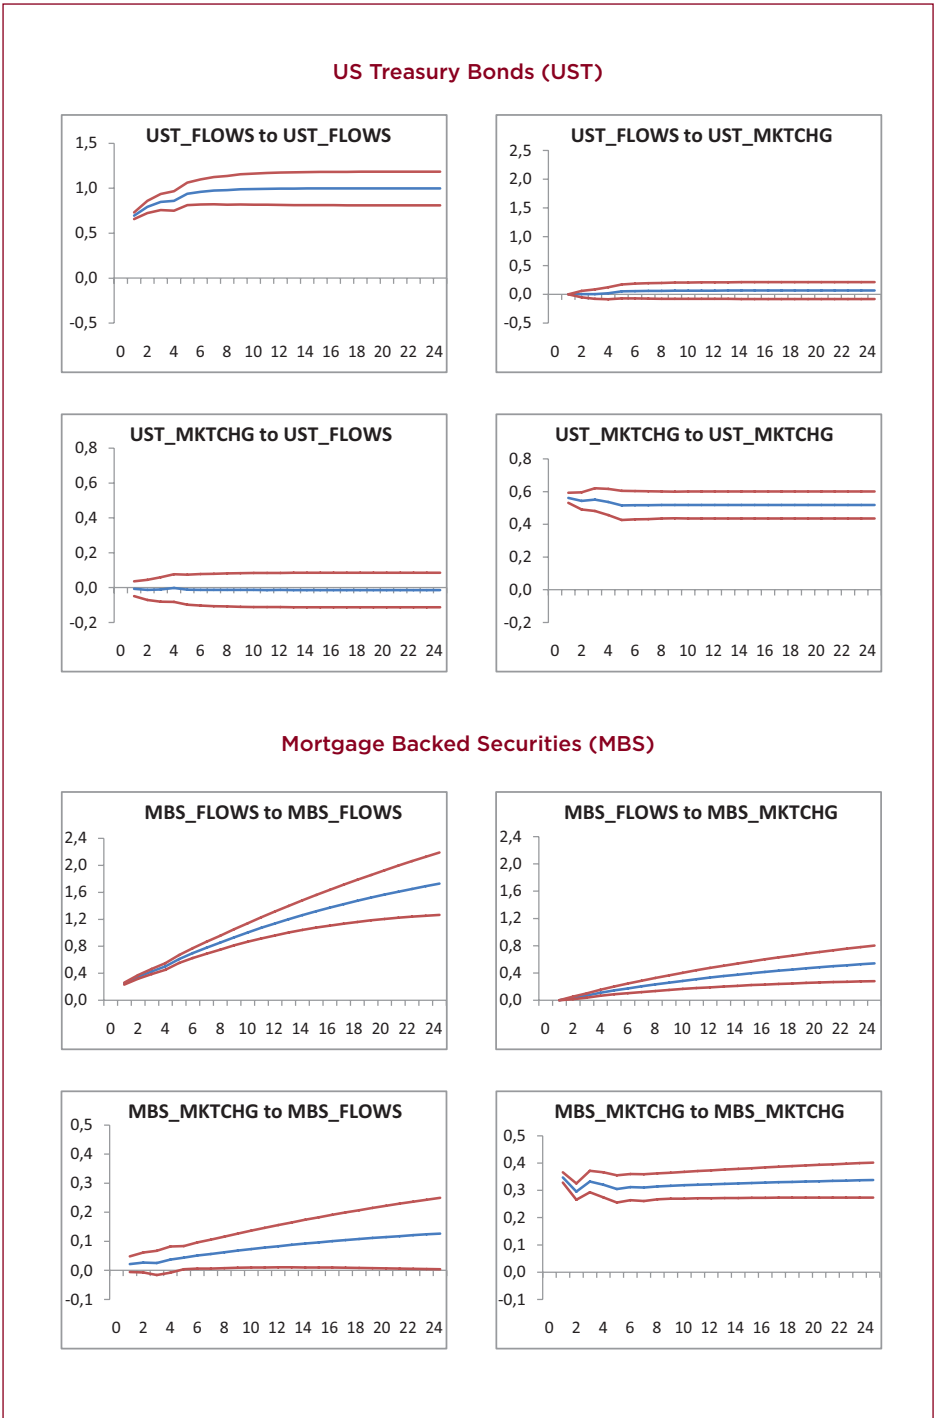 US Treasury Bonds (UST)
UST_FLOWS to UST_FLOWS
1,5
1,0
0,5
0,0
-0,5
0 2 4 6 8 10 12 14 16 18 20 22 24
UST_FLOWS to UST_MKTCHG
2,5
2,0
1,5
1,0
0,5
0,0
-0,5
0 2 4 6 8 10 12 14 16 18 20 22 24
UST_MKTCHG to UST_FLOWS
0,8
0,6
0,4
0,2
0,0
-0,2
0 2 4 6 8 10 12 14 16 18 20 22 24
UST_MKTCHG to UST_MKTCHG
0,8
0,6
0,4
0,2
0,0
-0,2
0 2 4 6 8 10 12 14 16 18 20 22 24
Mortgage Backed Securities (MBS)
MBS_FLOWS to MBS_FLOWS
2,4
2,0
1,6
1,2
0,8
0,4
0,0
0 2 4 6 8 10 12 14 16 18 20 22 24
MBS_FLOWS to MBS_MKTCHG
2,4
2,0
1,6
1,2
0,8
0,4
0,0
0 2 4 6 8 10 12 14 16 18 20 22 24
MBS_MKTCHG to MBS_FLOWS
0,5
0,4
0,3
0,2
0,1
0,0
-0,1
0 2 4 6 8 10 12 14 16 18 20 22 24
MBS_MKTCHG to MBS_MKTCHG
0,5
0,4
0,3
0,2
0,1
0,0
-0,1
0 2 4 6 8 10 12 14 16 18 20 22 24